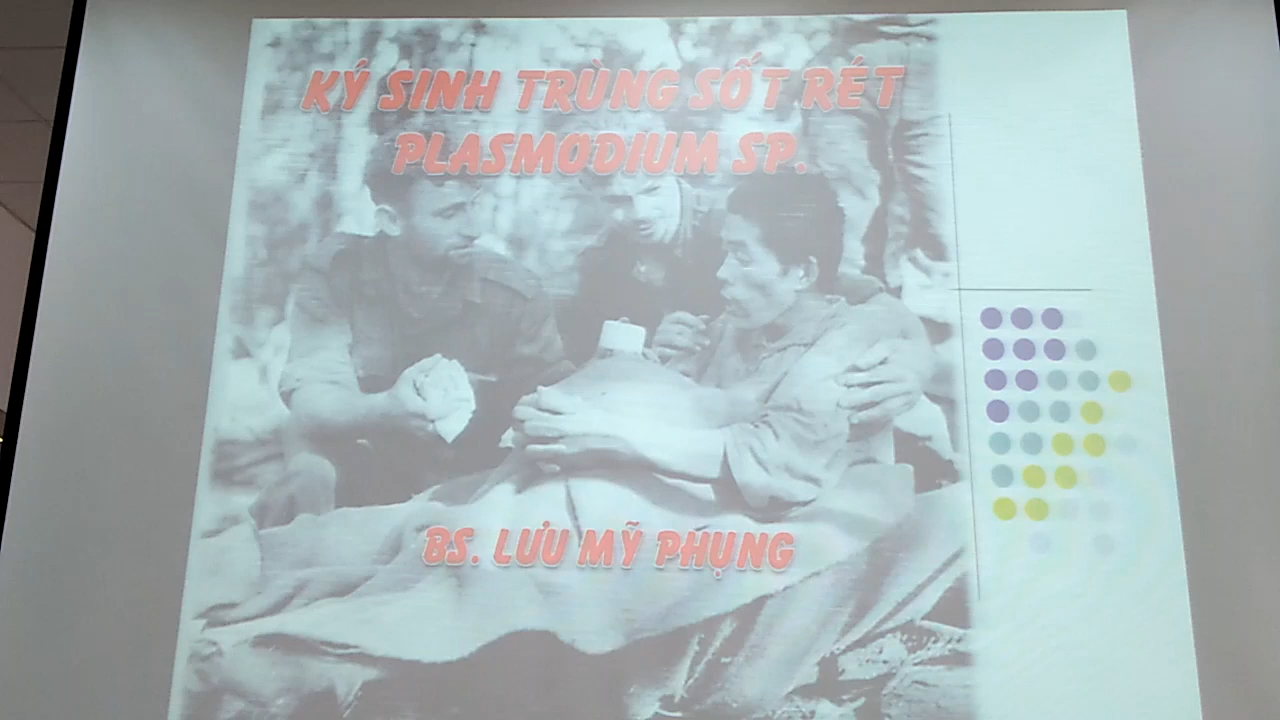 KÝ SINH TRÙNG SỐT RÉT
PLASMODIUM SP.
BS. LƯU MỸ PHỤNG